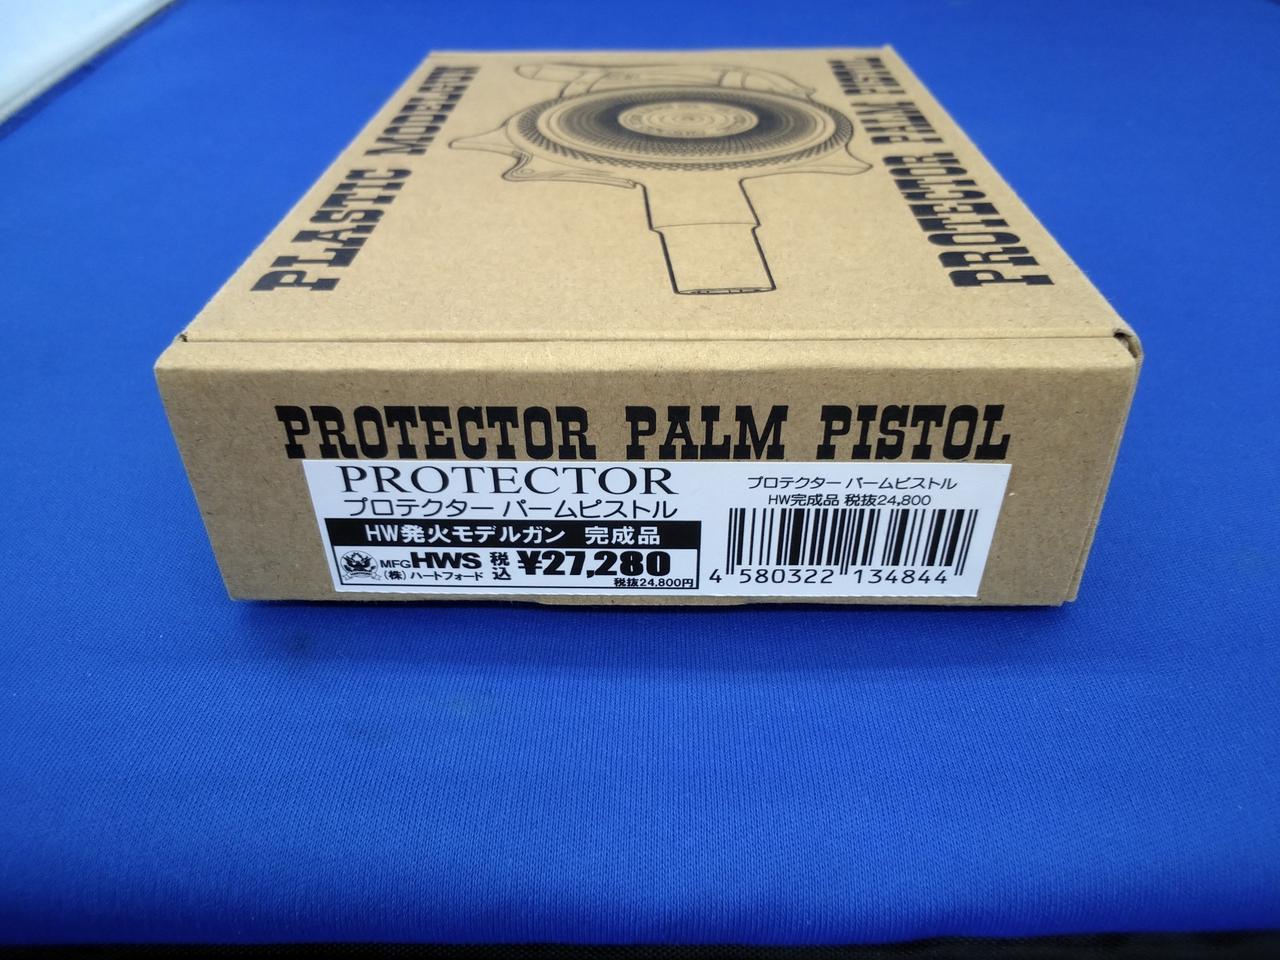 PLASTIC MODELGUN
PROTECTOR PALM PISTOL
PROTECTOR PALM PISTOL
PROTECTOR
プロテクター パームピストル
HW発火モデルガン 完成品
MFG HWS
(株)ハートフォード
税込
¥27,280
税抜24,800円
プロテクター パームピストル
HW完成品 税抜24,800
4 580322 134844